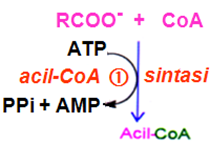 RCOO⁻ + CoA
ATP
acil-CoA ① sintasi
PPi + AMP
Acil-CoA